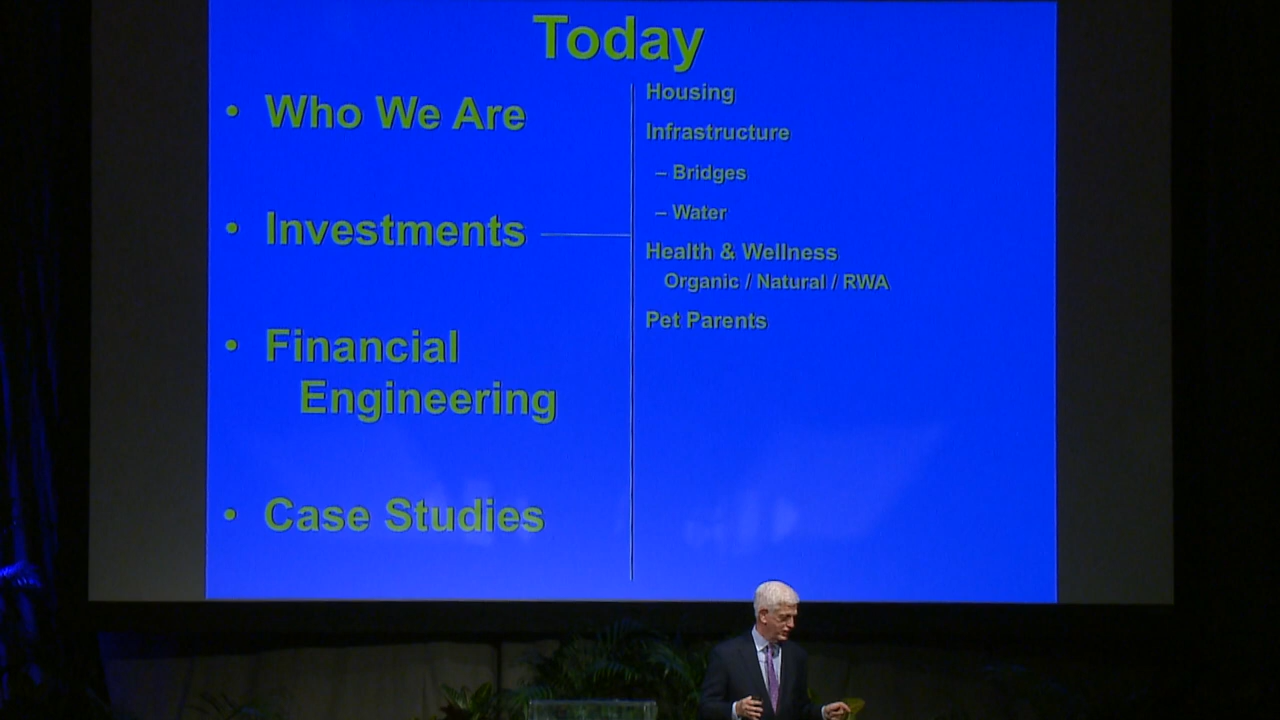 Today
• Who We Are
• Investments
• Financial
Engineering
• Case Studies
Housing
Infrastructure
– Bridges
– Water
Health & Wellness
Organic / Natural / RWA
Pet Parents